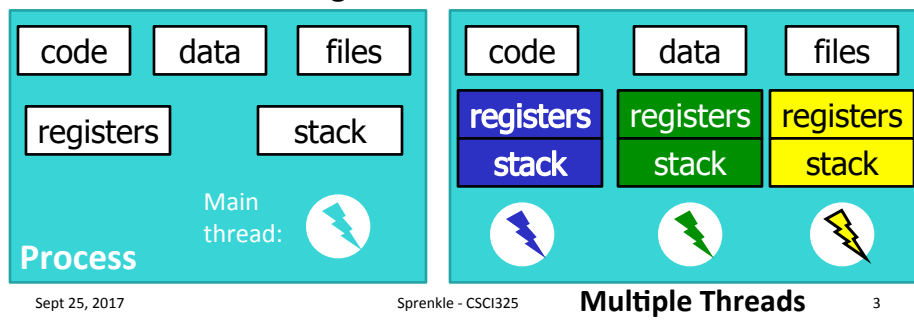 code data files
registers stack
Main
thread:
Process
code data files
registers registers registers
stack stack stack
Multiple Threads
Sept 25, 2017 Sprenkle - CSCI325 3